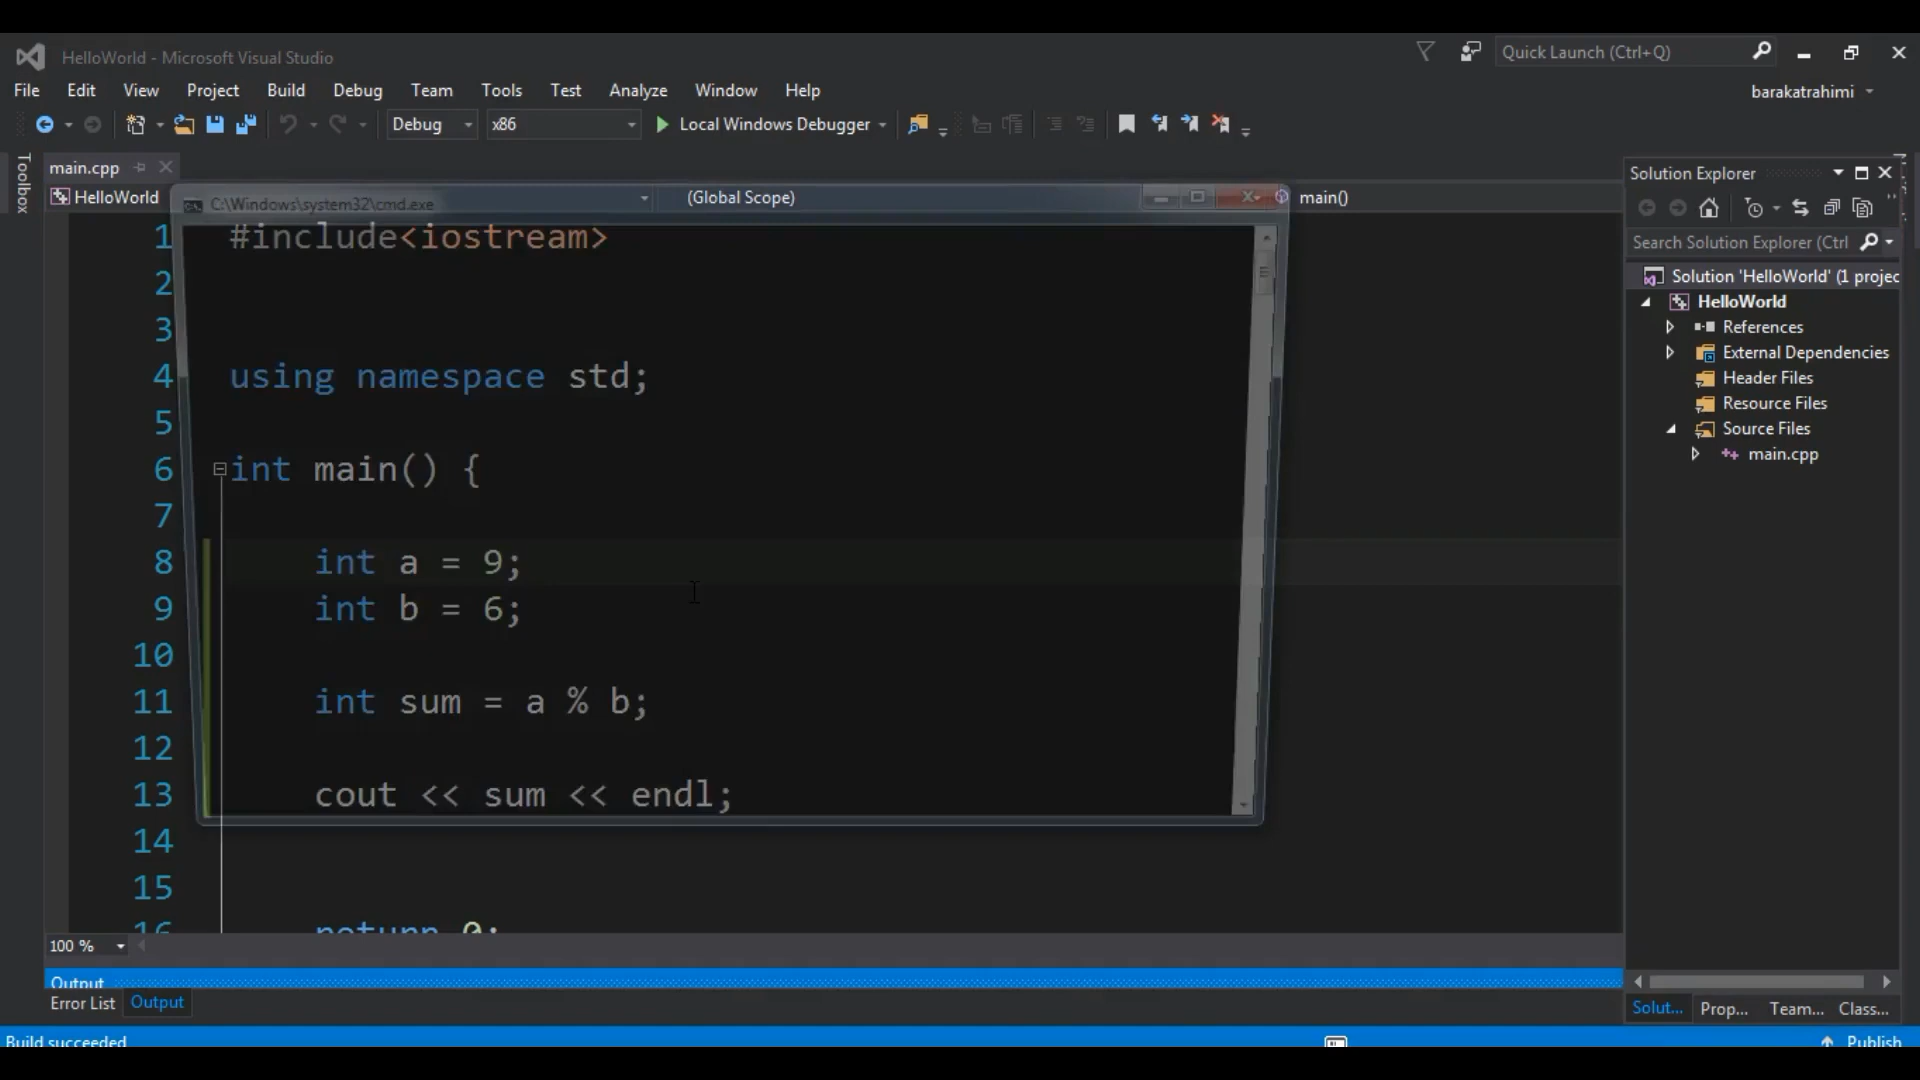 HelloWorld - Microsoft Visual Studio
Quick Launch (Ctrl+Q)
File Edit View Project Build Debug Team Tools Test Analyze Window Help
barakatrahimi
Debug x86 Local Windows Debugger
Toolbox
main.cpp
HelloWorld (Global Scope) main()
C:\Windows\system32\cmd.exe
1 #include<iostream>
2
3
4 using namespace std;
5
6 int main() {
7
8 int a = 9;
9 int b = 6;
10
11 int sum = a % b;
12
13 cout << sum << endl;
14
15
16 return 0;
100 %
Output
Error List Output
Build succeeded
Solution Explorer
Search Solution Explorer (Ctrl
Solution 'HelloWorld' (1 projec
HelloWorld
References
External Dependencies
Header Files
Resource Files
Source Files
main.cpp
Solut... Prop... Team... Class...
Publish